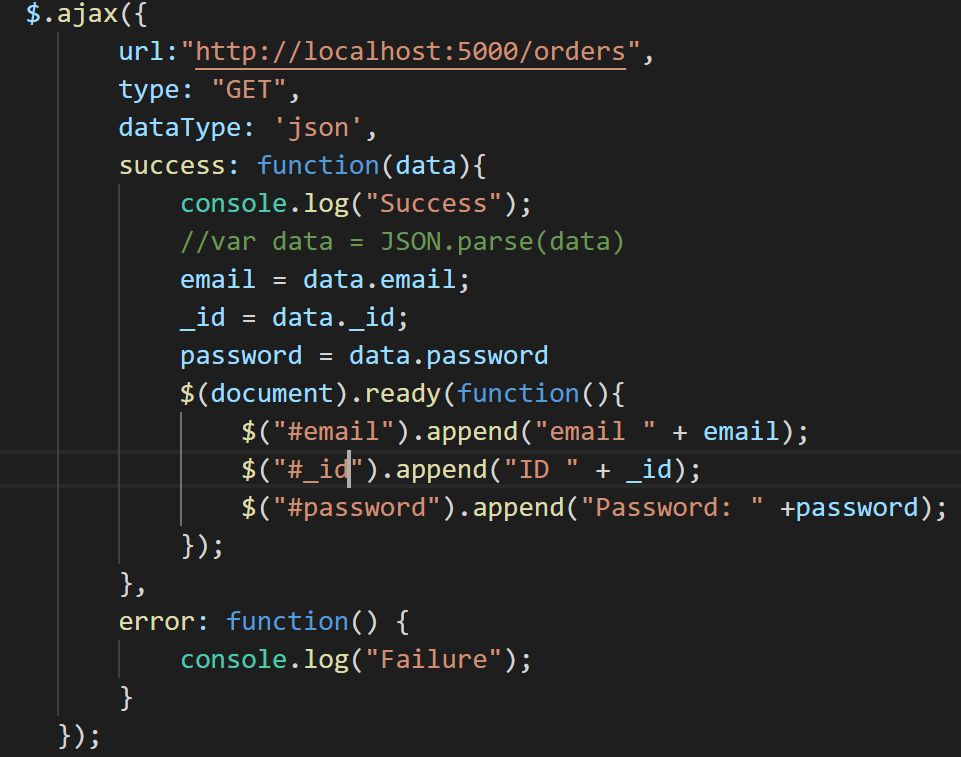 $.ajax({
url:"http://localhost:5000/orders",
type: "GET",
dataType: 'json',
success: function(data){
console.log("Success");
//var data = JSON.parse(data)
email = data.email;
_id = data._id;
password = data.password
$(document).ready(function(){
$("#email").append("email " + email);
$("#_id").append("ID " + _id);
$("#password").append("Password: " +password);
});
},
error: function() {
console.log("Failure");
}
});